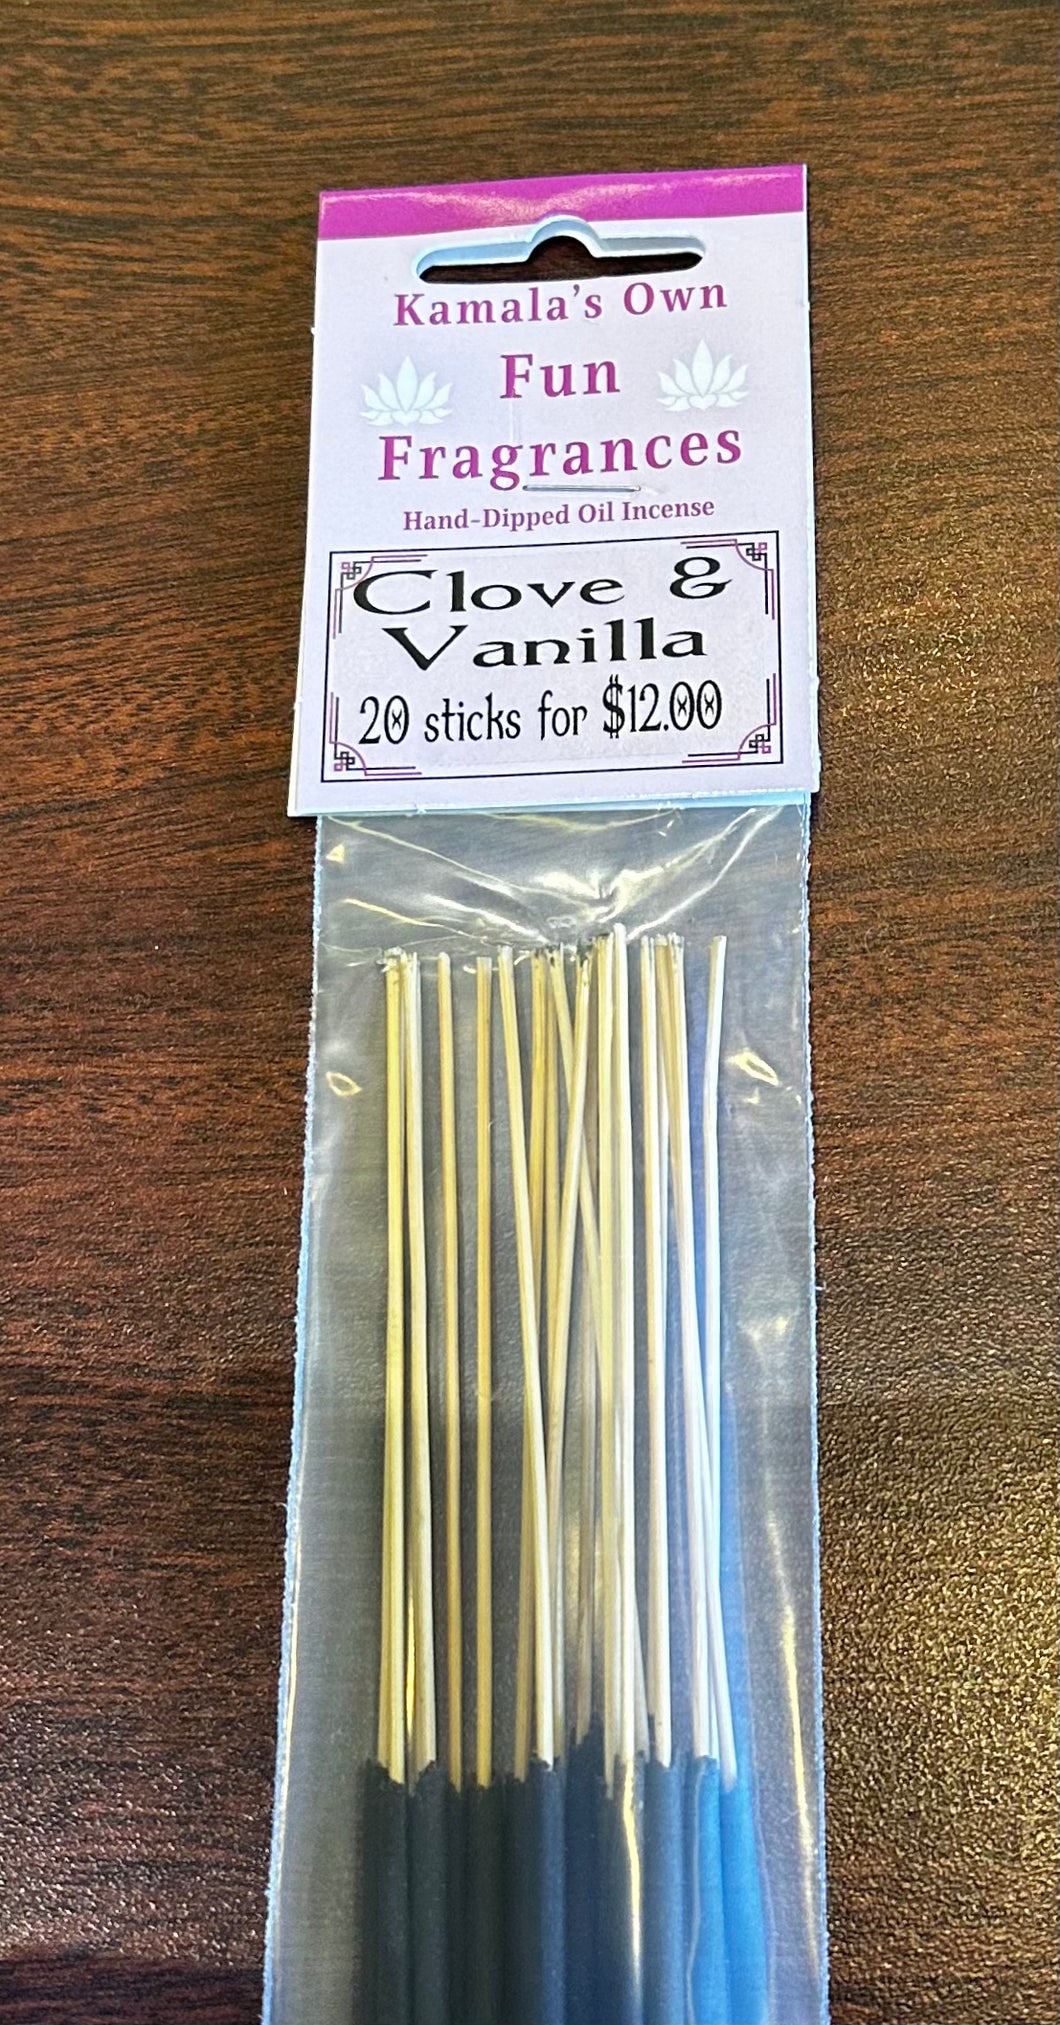 Kamala's Own
Fun
Fragrances
Hand-Dipped Oil Incense
Clove &
Vanilla
20 sticks for $12.00